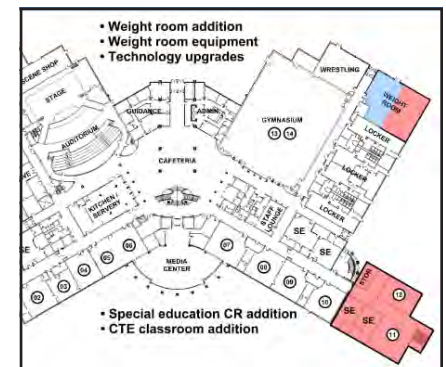 • Weight room addition
• Weight room equipment
• Technology upgrades
SCENE SHOP
STAGE
AUDITORIUM
GUIDANCE
ADMIN
WRESTLING
GYMNASIUM
13 14
WEIGHT
ROOM
LOCKER
LOCKER
LOCKER
CAFETERIA
KITCHEN/
SERVERY
STAFF
LOUNGE
MEDIA
CENTER
SE
SE
SE
02
03
04
05
06
07
08
09
10
STOR
SE
SE
SE
12
11
• Special education CR addition
• CTE classroom addition